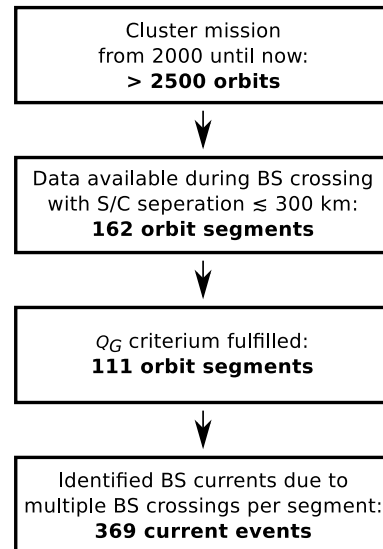 Cluster mission
from 2000 until now:
> 2500 orbits
Data available during BS crossing
with S/C seperation ≲ 300 km:
162 orbit segments
Q_G criterium fulfilled:
111 orbit segments
Identified BS currents due to
multiple BS crossings per segment:
369 current events